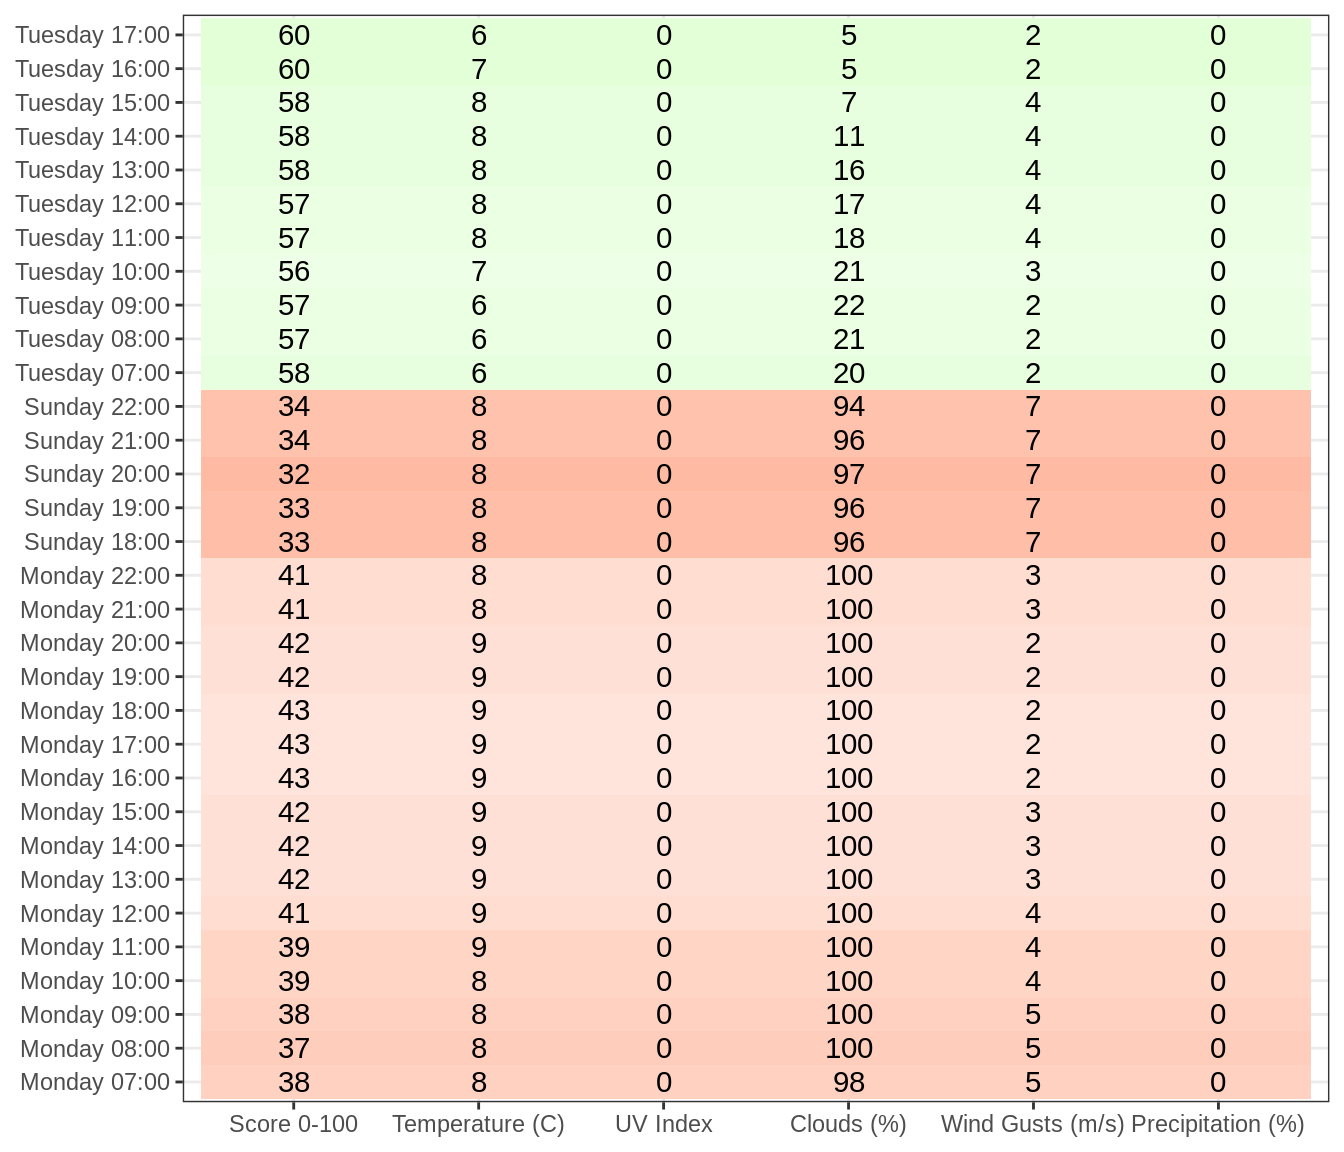 Tuesday 17:00 60 6 0 5 2 0
Tuesday 16:00 60 7 0 5 2 0
Tuesday 15:00 58 8 0 7 4 0
Tuesday 14:00 58 8 0 11 4 0
Tuesday 13:00 58 8 0 16 4 0
Tuesday 12:00 57 8 0 17 4 0
Tuesday 11:00 57 8 0 18 4 0
Tuesday 10:00 56 7 0 21 3 0
Tuesday 09:00 57 6 0 22 2 0
Tuesday 08:00 57 6 0 21 2 0
Tuesday 07:00 58 6 0 20 2 0
Sunday 22:00 34 8 0 94 7 0
Sunday 21:00 34 8 0 96 7 0
Sunday 20:00 32 8 0 97 7 0
Sunday 19:00 33 8 0 96 7 0
Sunday 18:00 33 8 0 96 7 0
Monday 22:00 41 8 0 100 3 0
Monday 21:00 41 8 0 100 3 0
Monday 20:00 42 9 0 100 2 0
Monday 19:00 42 9 0 100 2 0
Monday 18:00 43 9 0 100 2 0
Monday 17:00 43 9 0 100 2 0
Monday 16:00 43 9 0 100 2 0
Monday 15:00 42 9 0 100 3 0
Monday 14:00 42 9 0 100 3 0
Monday 13:00 42 9 0 100 3 0
Monday 12:00 41 9 0 100 4 0
Monday 11:00 39 9 0 100 4 0
Monday 10:00 39 8 0 100 4 0
Monday 09:00 38 8 0 100 5 0
Monday 08:00 37 8 0 100 5 0
Monday 07:00 38 8 0 98 5 0
Score 0-100 Temperature (C) UV Index Clouds (%) Wind Gusts (m/s) Precipitation (%)